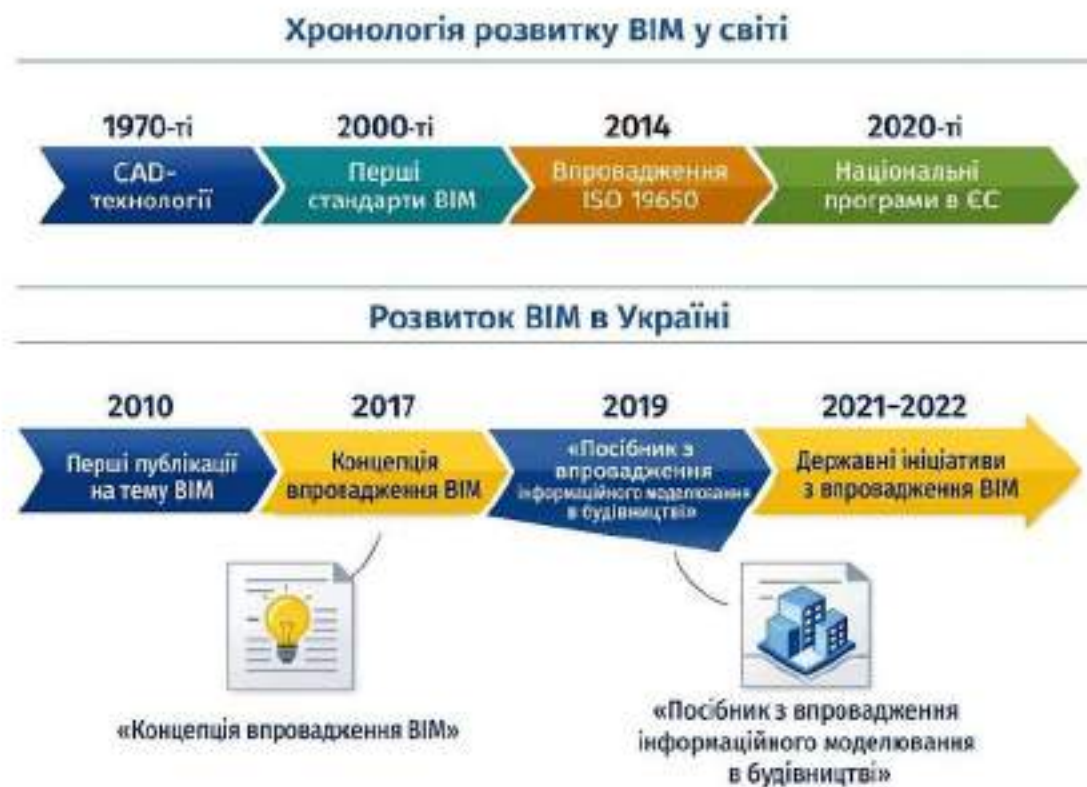 Хронологія розвитку BIM у світі
1970-ті
2000-ті
2014
2020-ті
CAD-
технології
Перші
стандарти BIM
Впровадження
ISO 19650
Національні
програми в ЄС
Розвиток BIM в Україні
2010
2017
2019
2021–2022
Перші публікації
на тему BIM
Концепція
впровадження BIM
«Посібник з
впровадження
інформаційного моделювання
в будівництві»
Державні ініціативи
з впровадження BIM
«Концепція впровадження BIM»
«Посібник з впровадження
інформаційного моделювання
в будівництві»